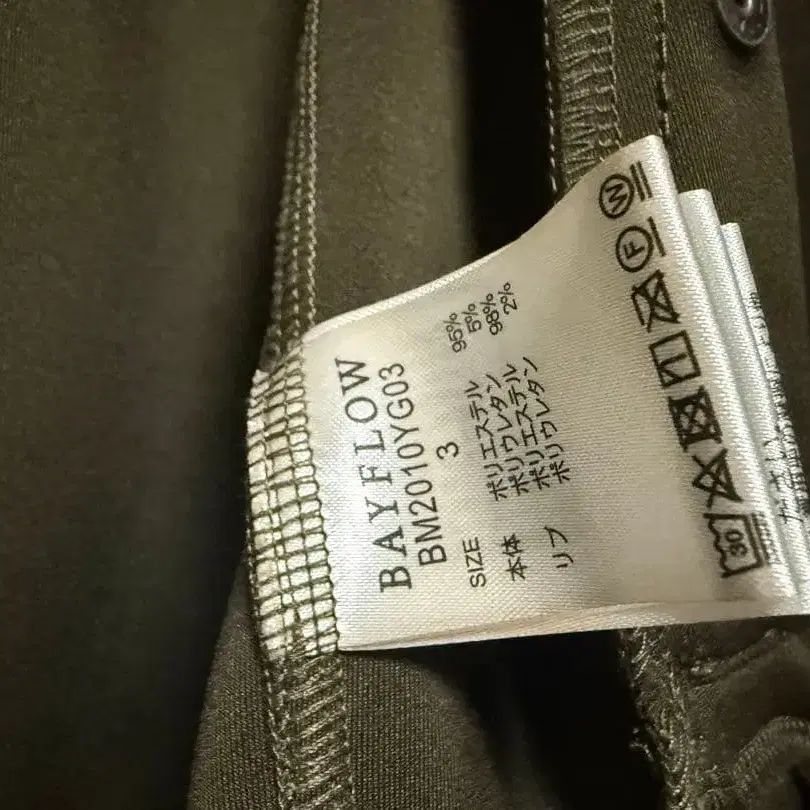 BAYFLOW
BM2010YG03
SIZE 3
本体 ポリエステル 95%
ポリウレタン 5%
リブ ポリエステル 98%
ポリウレタン 2%
30
F
W